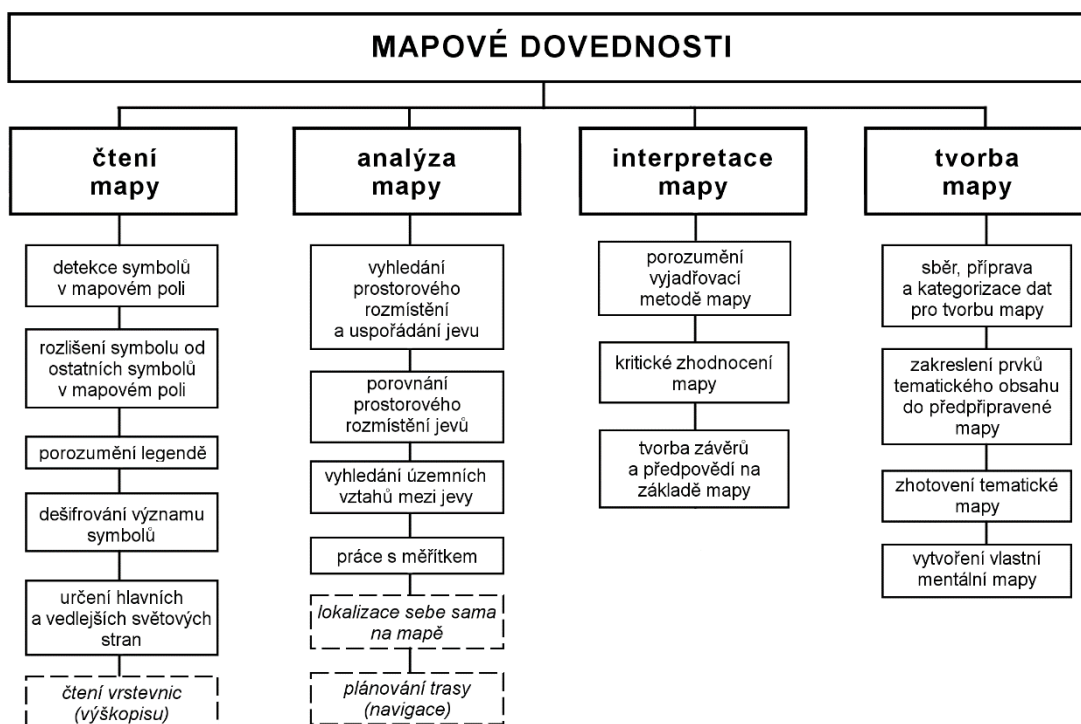 MAPOVÉ DOVEDNOSTI
čtení
mapy
detekce symbolů
v mapovém poli
rozlišení symbolu od
ostatních symbolů
v mapovém poli
porozumění legendě
dešifrování významu
symbolů
určení hlavních
a vedlejších světových
stran
čtení vrstevnic
(výškopisu)
analýza
mapy
vyhledání
prostorového
rozmístění
a uspořádání jevu
porovnání
prostorového
rozmístění jevů
vyhledání územních
vztahů mezi jevy
práce s měřítkem
lokalizace sebe sama
na mapě
plánování trasy
(navigace)
interpretace
mapy
porozumění
vyjadřovací
metodě mapy
kritické zhodnocení
mapy
tvorba závěrů
a předpovědí na
základě mapy
tvorba
mapy
sběr, příprava
a kategorizace dat
pro tvorbu mapy
zakreslení prvků
tematického obsahu
do předpřipravené
mapy
zhotovení tematické
mapy
vytvoření vlastní
mentální mapy